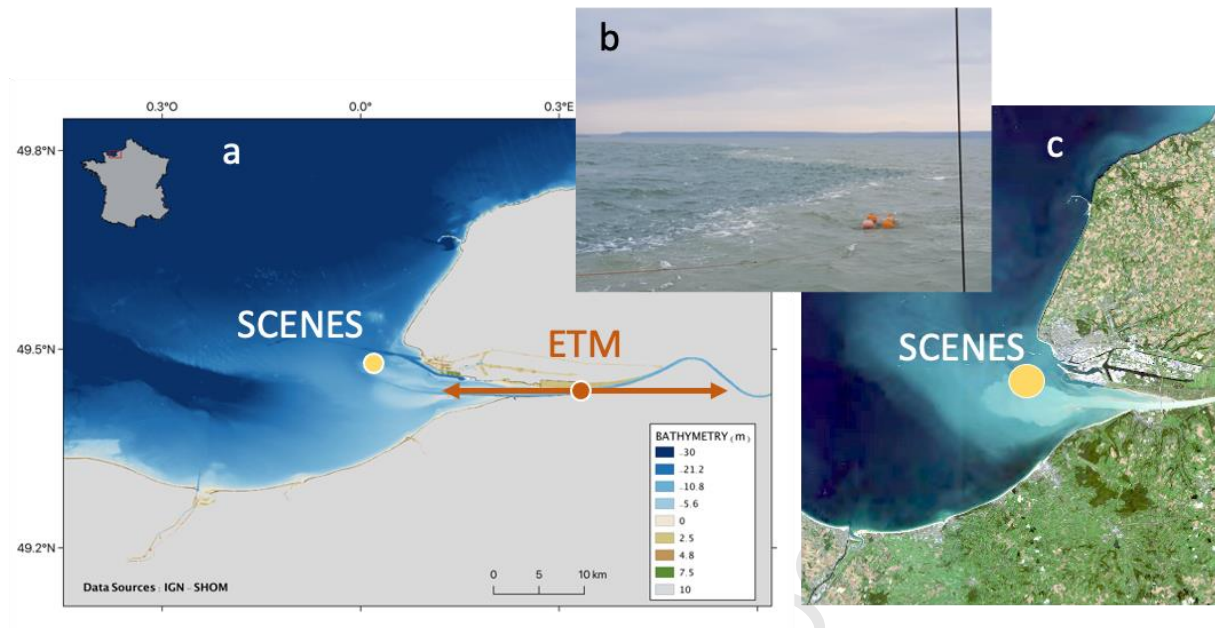 b
0.3°O 0.0° 0.3°E
49.8°N
a
c
SCENES
ETM
SCENES
49.5°N
BATHYMETRY (m)
-30
-21.2
-10.8
-5.6
0
2.5
4.8
7.5
10
49.2°N
Data Sources : IGN - SHOM
0 5 10 km